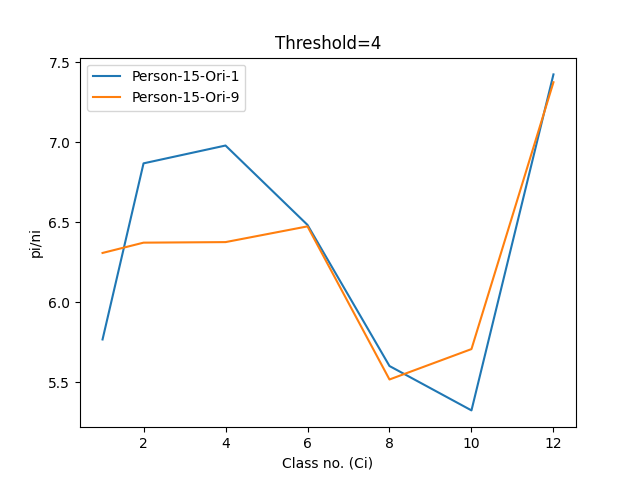 Threshold=4
Person-15-Ori-1
Person-15-Ori-9
pi/ni
7.5
7.0
6.5
6.0
5.5
2 4 6 8 10 12
Class no. (Ci)